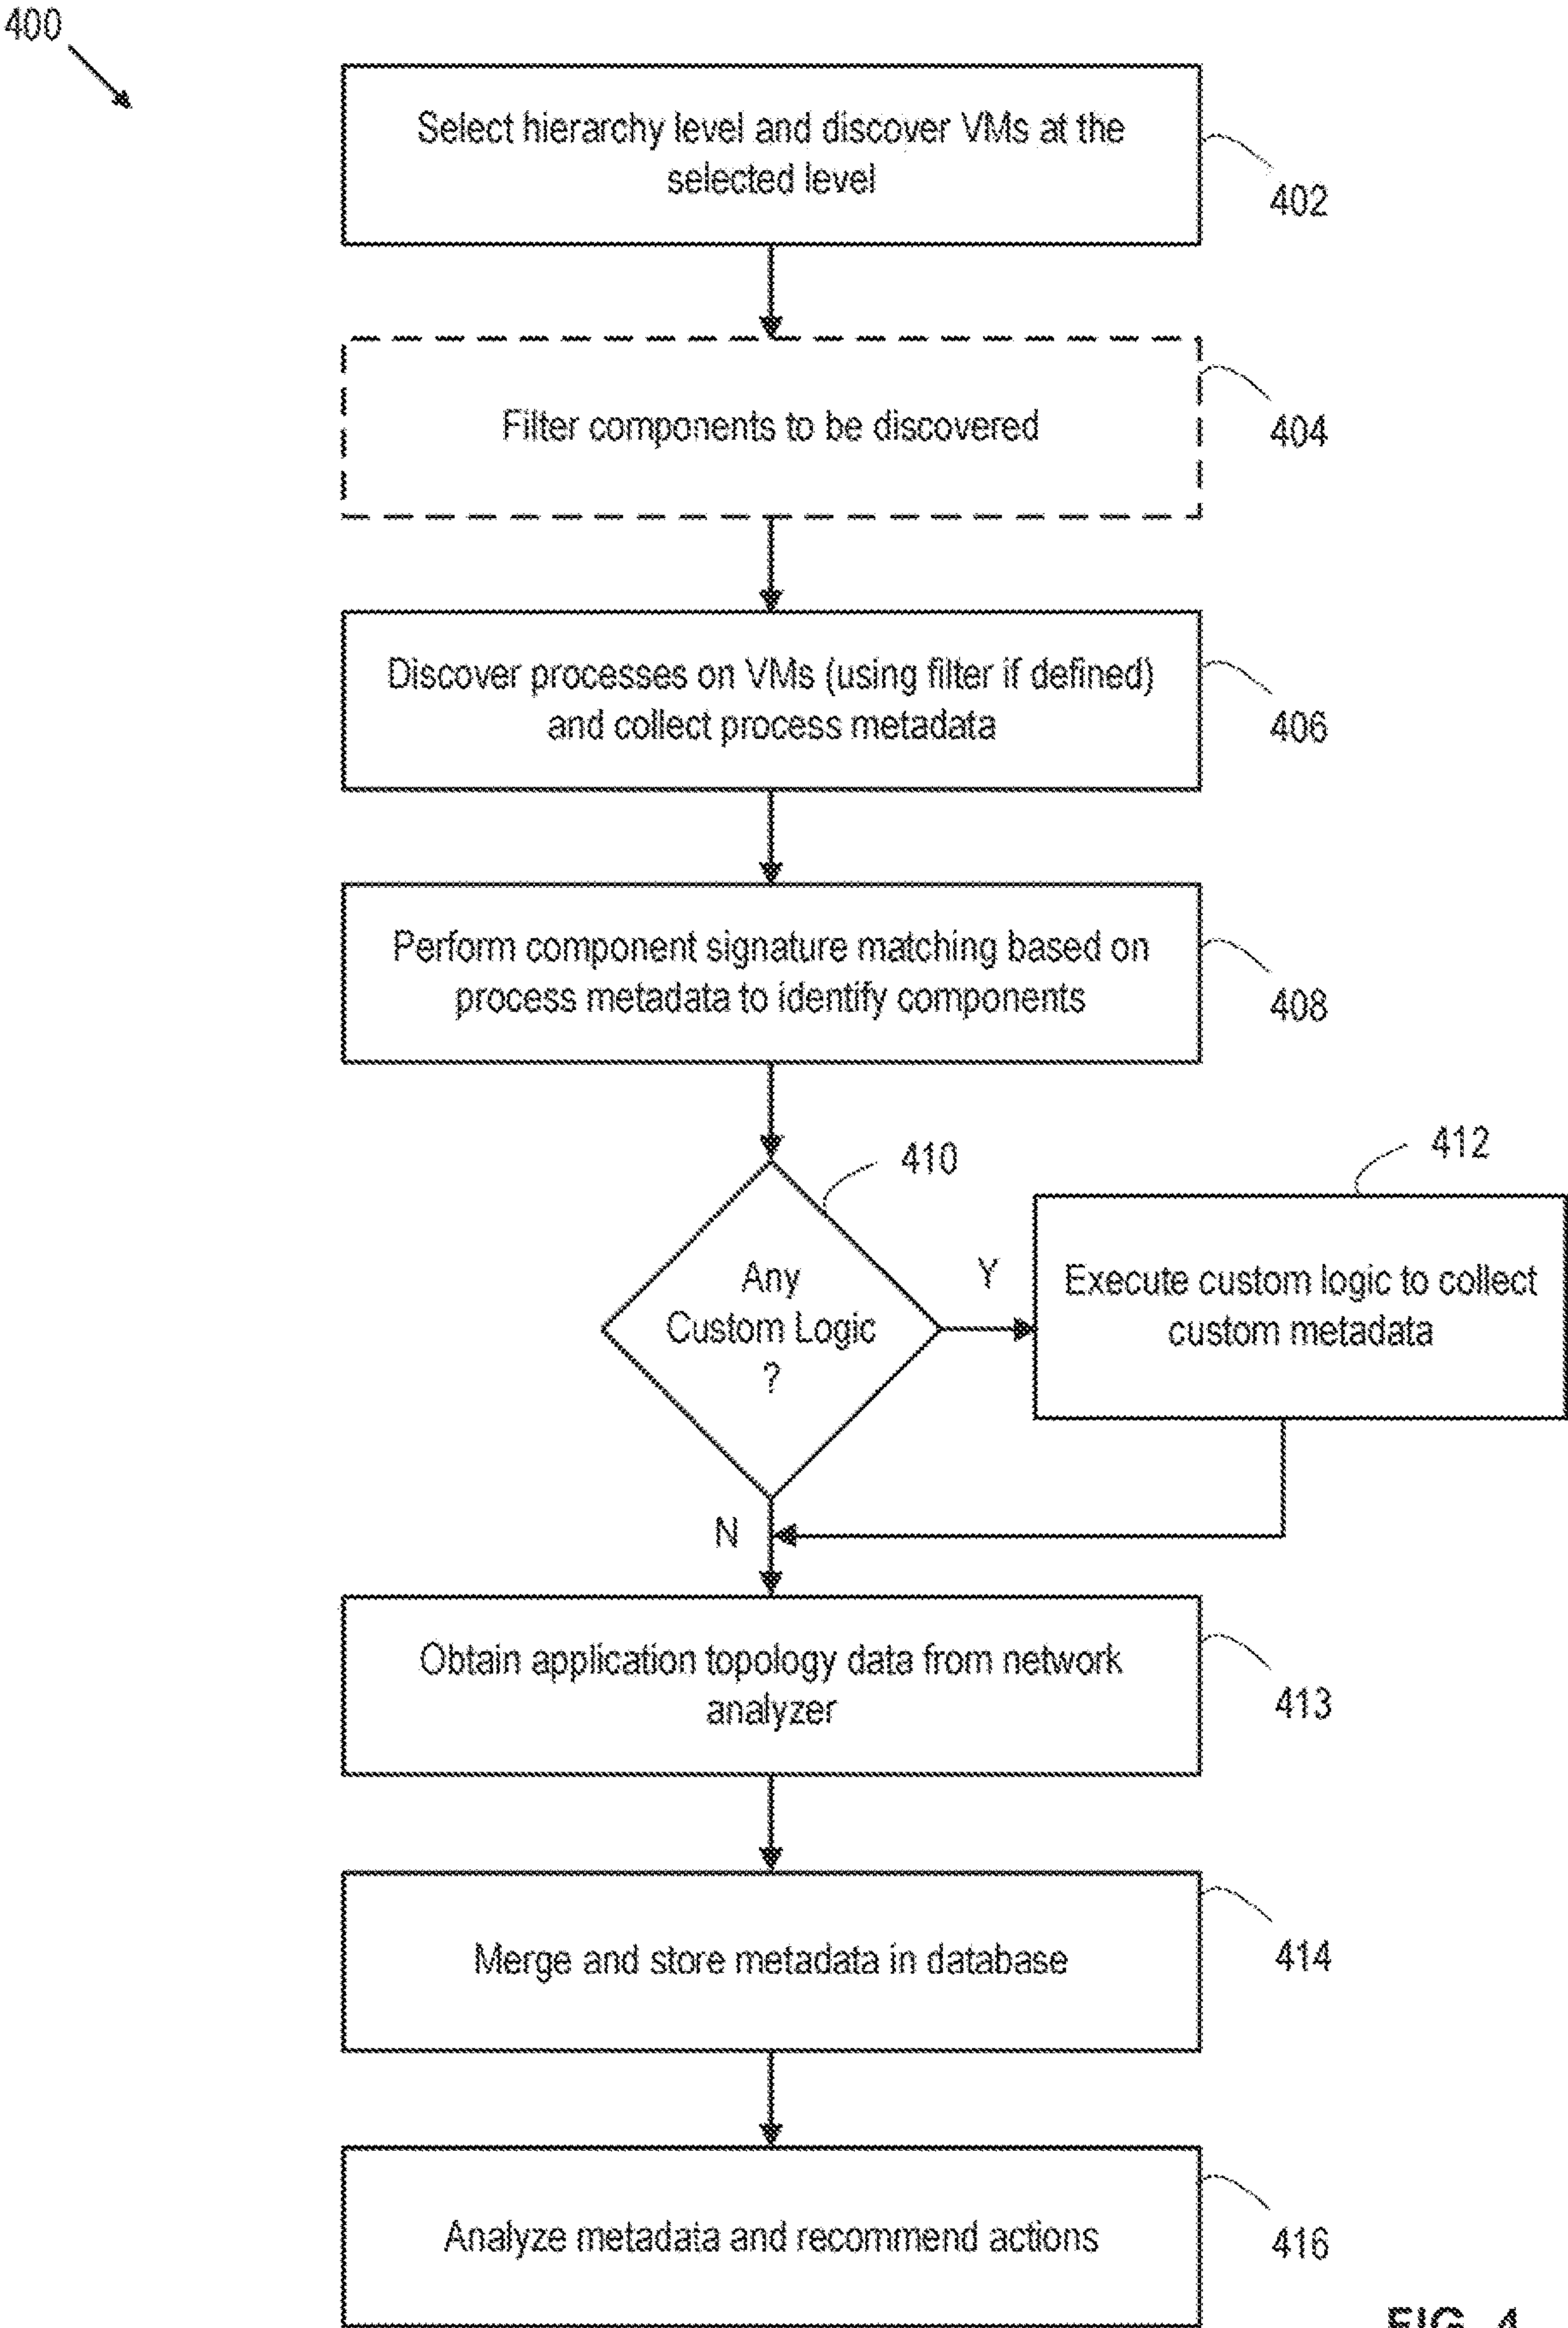 400
Select hierarchy level and discover VMs at the
selected level
402
Filter components to be discovered
404
Discover processes on VMs (using filter if defined)
and collect process metadata
406
Perform component signature matching based on
process metadata to identify components
408
410
Any
Custom Logic
?
Y
412
Execute custom logic to collect
custom metadata
N
Obtain application topology data from network
analyzer
413
Merge and store metadata in database
414
Analyze metadata and recommend actions
416
FIG. 4